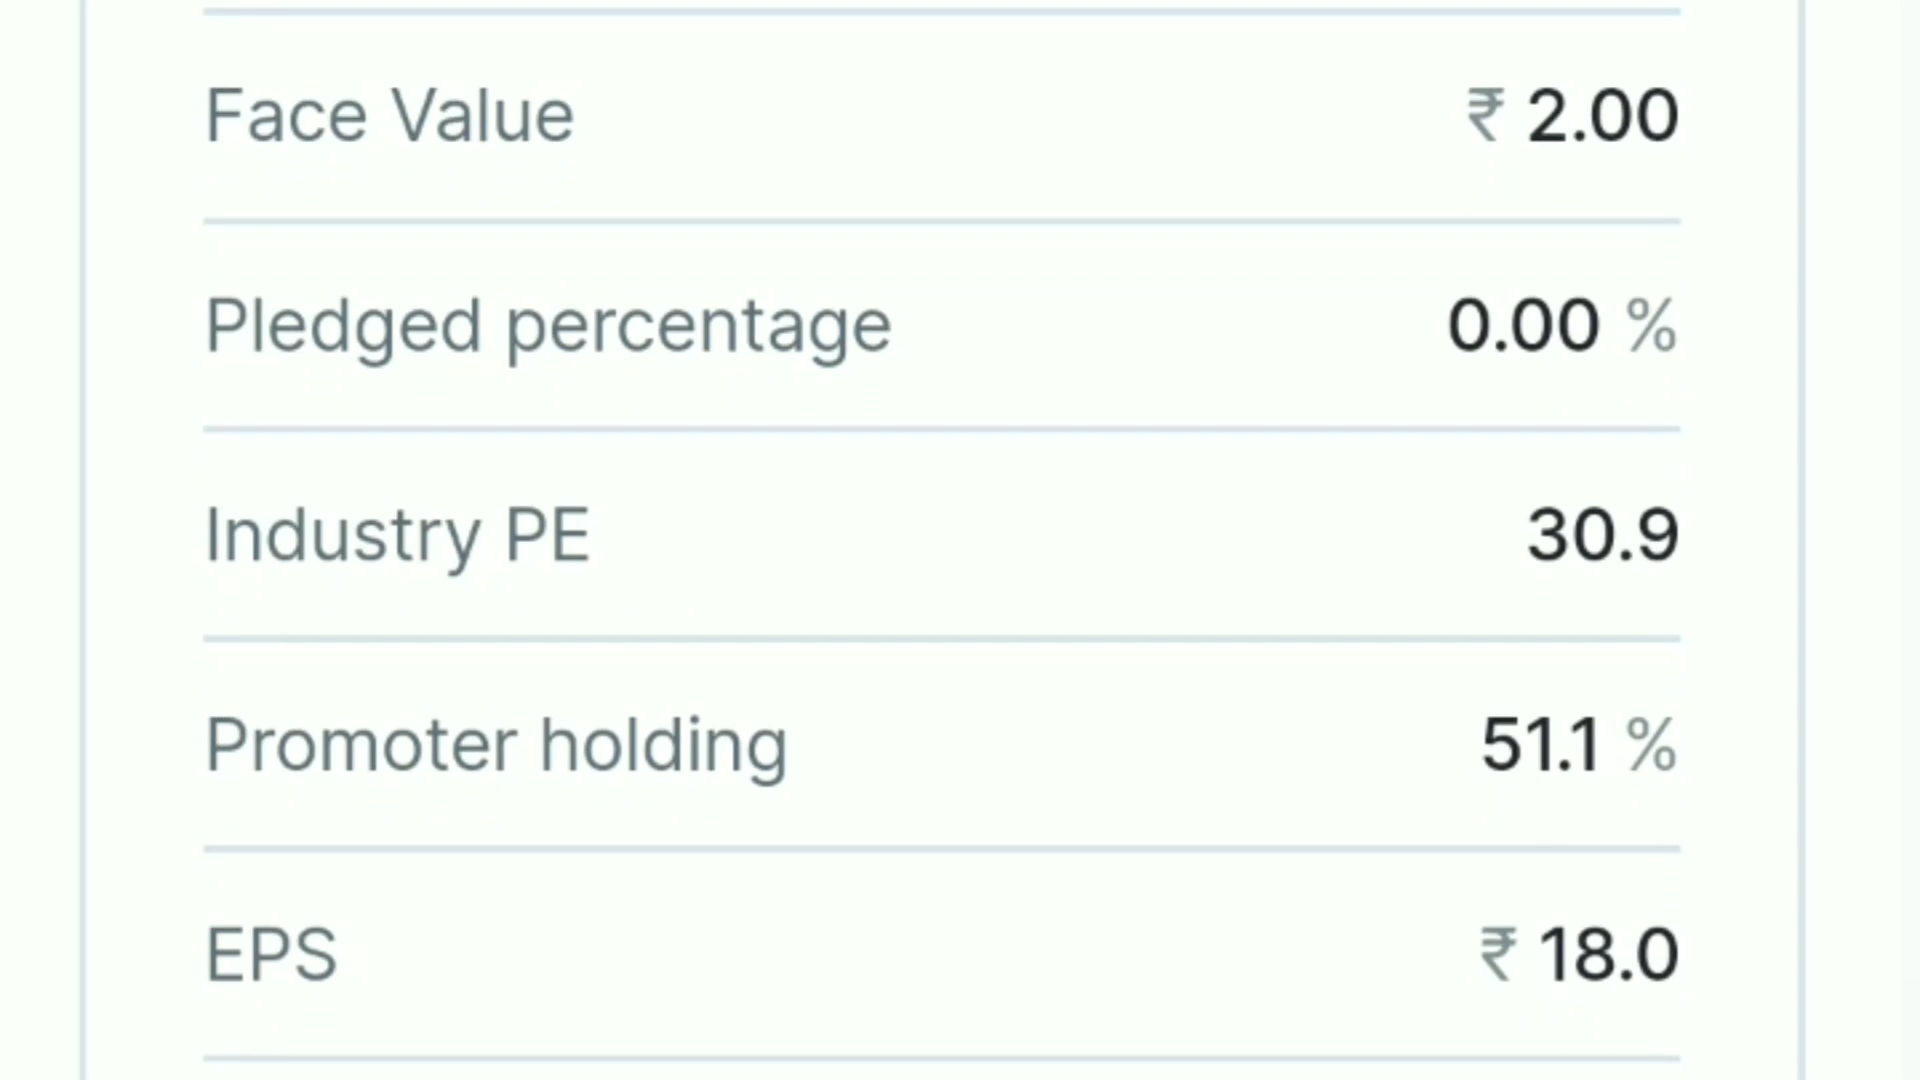 Face Value ₹ 2.00
Pledged percentage 0.00 %
Industry PE 30.9
Promoter holding 51.1 %
EPS ₹ 18.0